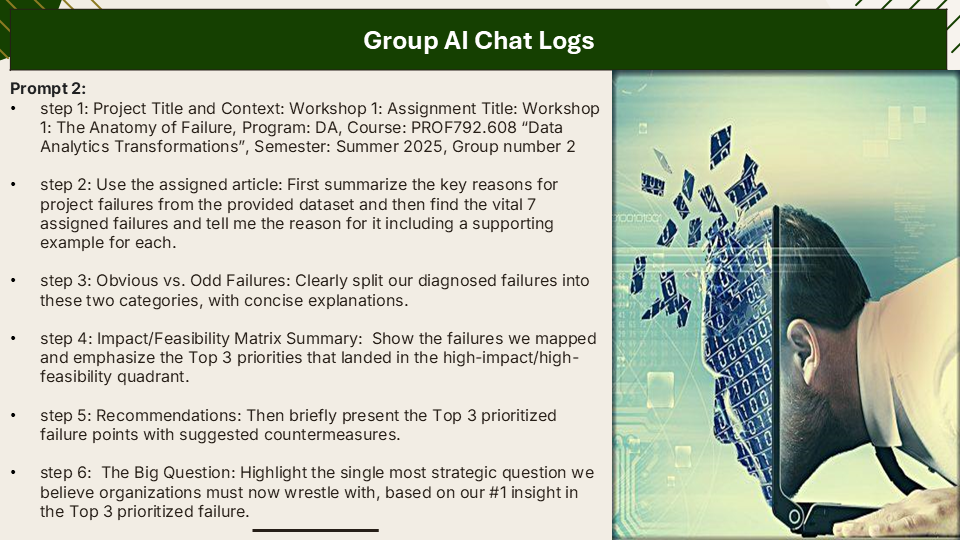 Group AI Chat Logs
Prompt 2:
• step 1: Project Title and Context: Workshop 1: Assignment Title: Workshop
1: The Anatomy of Failure, Program: DA, Course: PROF792.608 “Data
Analytics Transformations”, Semester: Summer 2025, Group number 2
• step 2: Use the assigned article: First summarize the key reasons for
project failures from the provided dataset and then find the vital 7
assigned failures and tell me the reason for it including a supporting
example for each.
• step 3: Obvious vs. Odd Failures: Clearly split our diagnosed failures into
these two categories, with concise explanations.
• step 4: Impact/Feasibility Matrix Summary: Show the failures we mapped
and emphasize the Top 3 priorities that landed in the high-impact/high-
feasibility quadrant.
• step 5: Recommendations: Then briefly present the Top 3 prioritized
failure points with suggested countermeasures.
• step 6: The Big Question: Highlight the single most strategic question we
believe organizations must now wrestle with, based on our #1 insight in
the Top 3 prioritized failure.